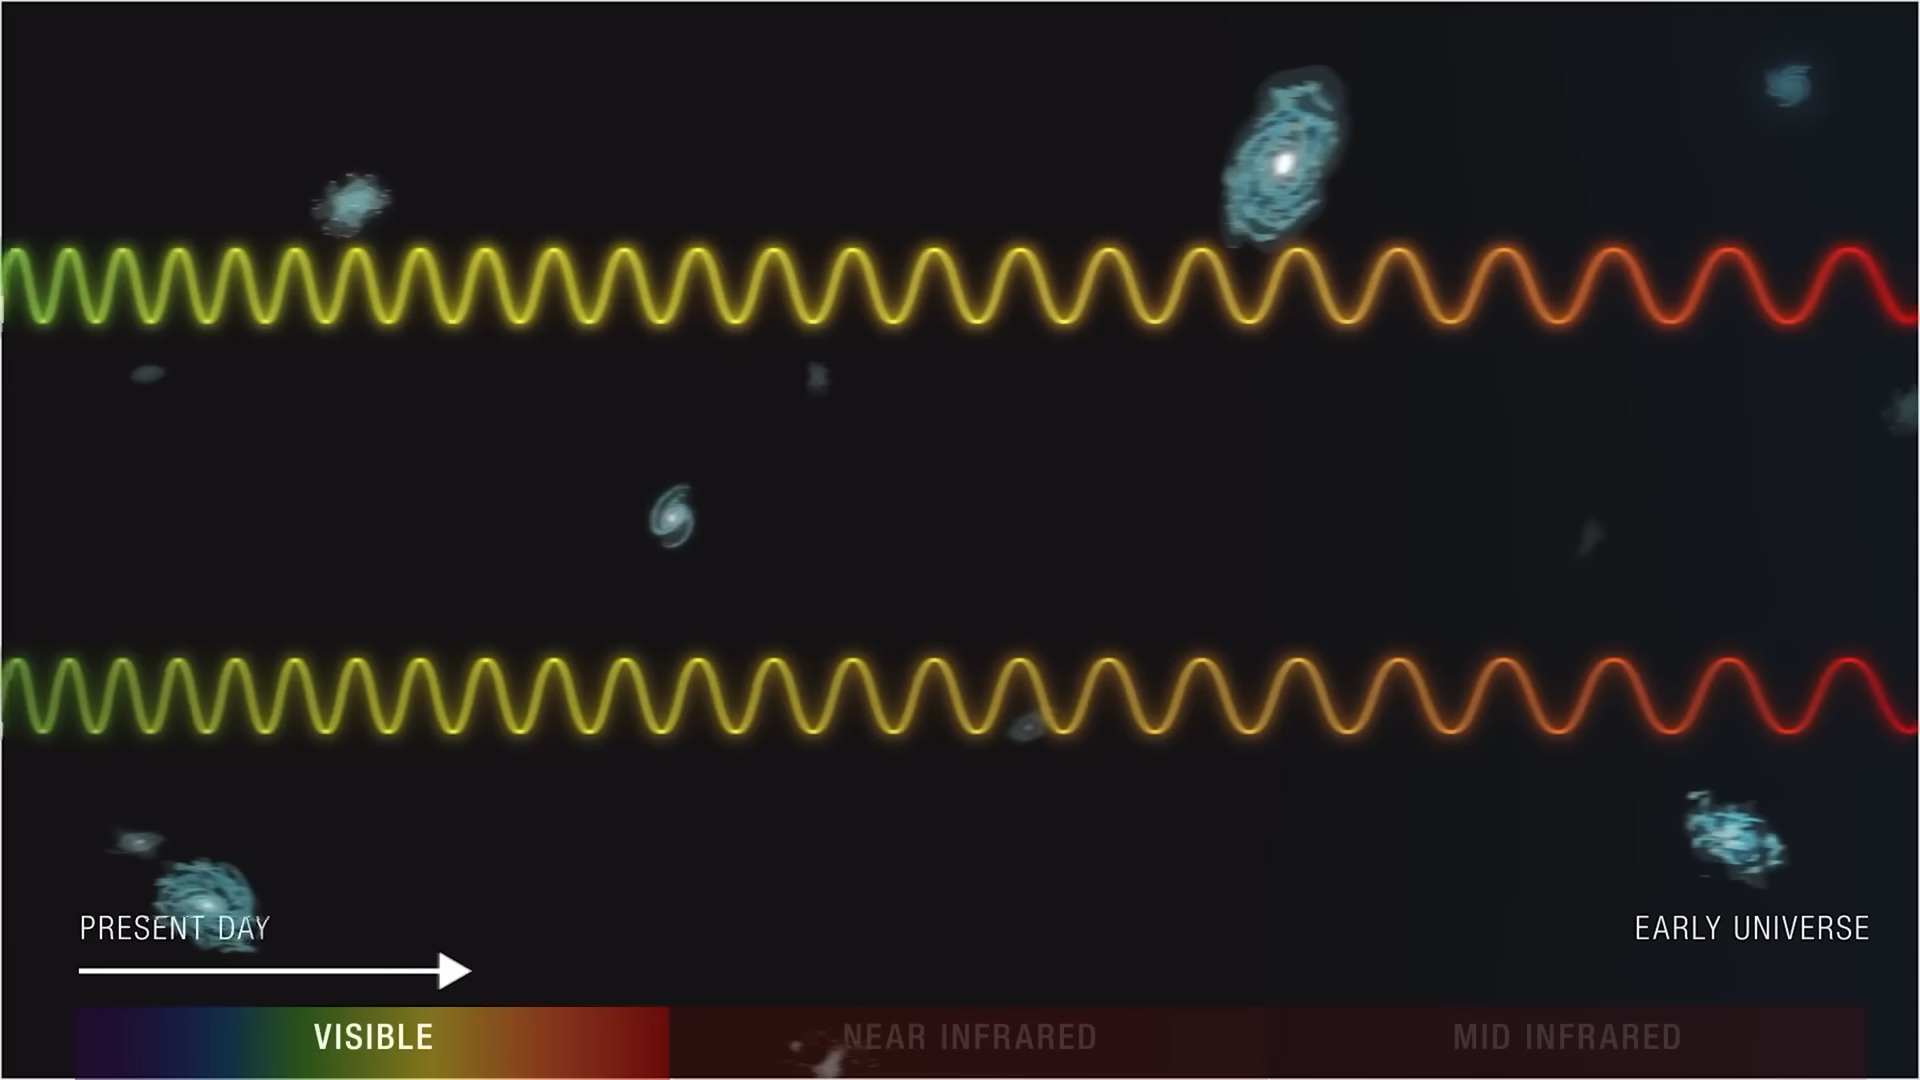 PRESENT DAY
EARLY UNIVERSE
VISIBLE
NEAR INFRARED
MID INFRARED